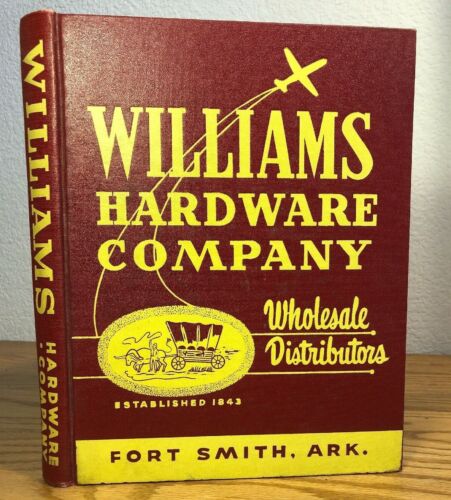 WILLIAMS
HARDWARE
COMPANY
WILLIAMS
HARDWARE
COMPANY
Wholesale
Distributors
ESTABLISHED 1843
FORT SMITH, ARK.